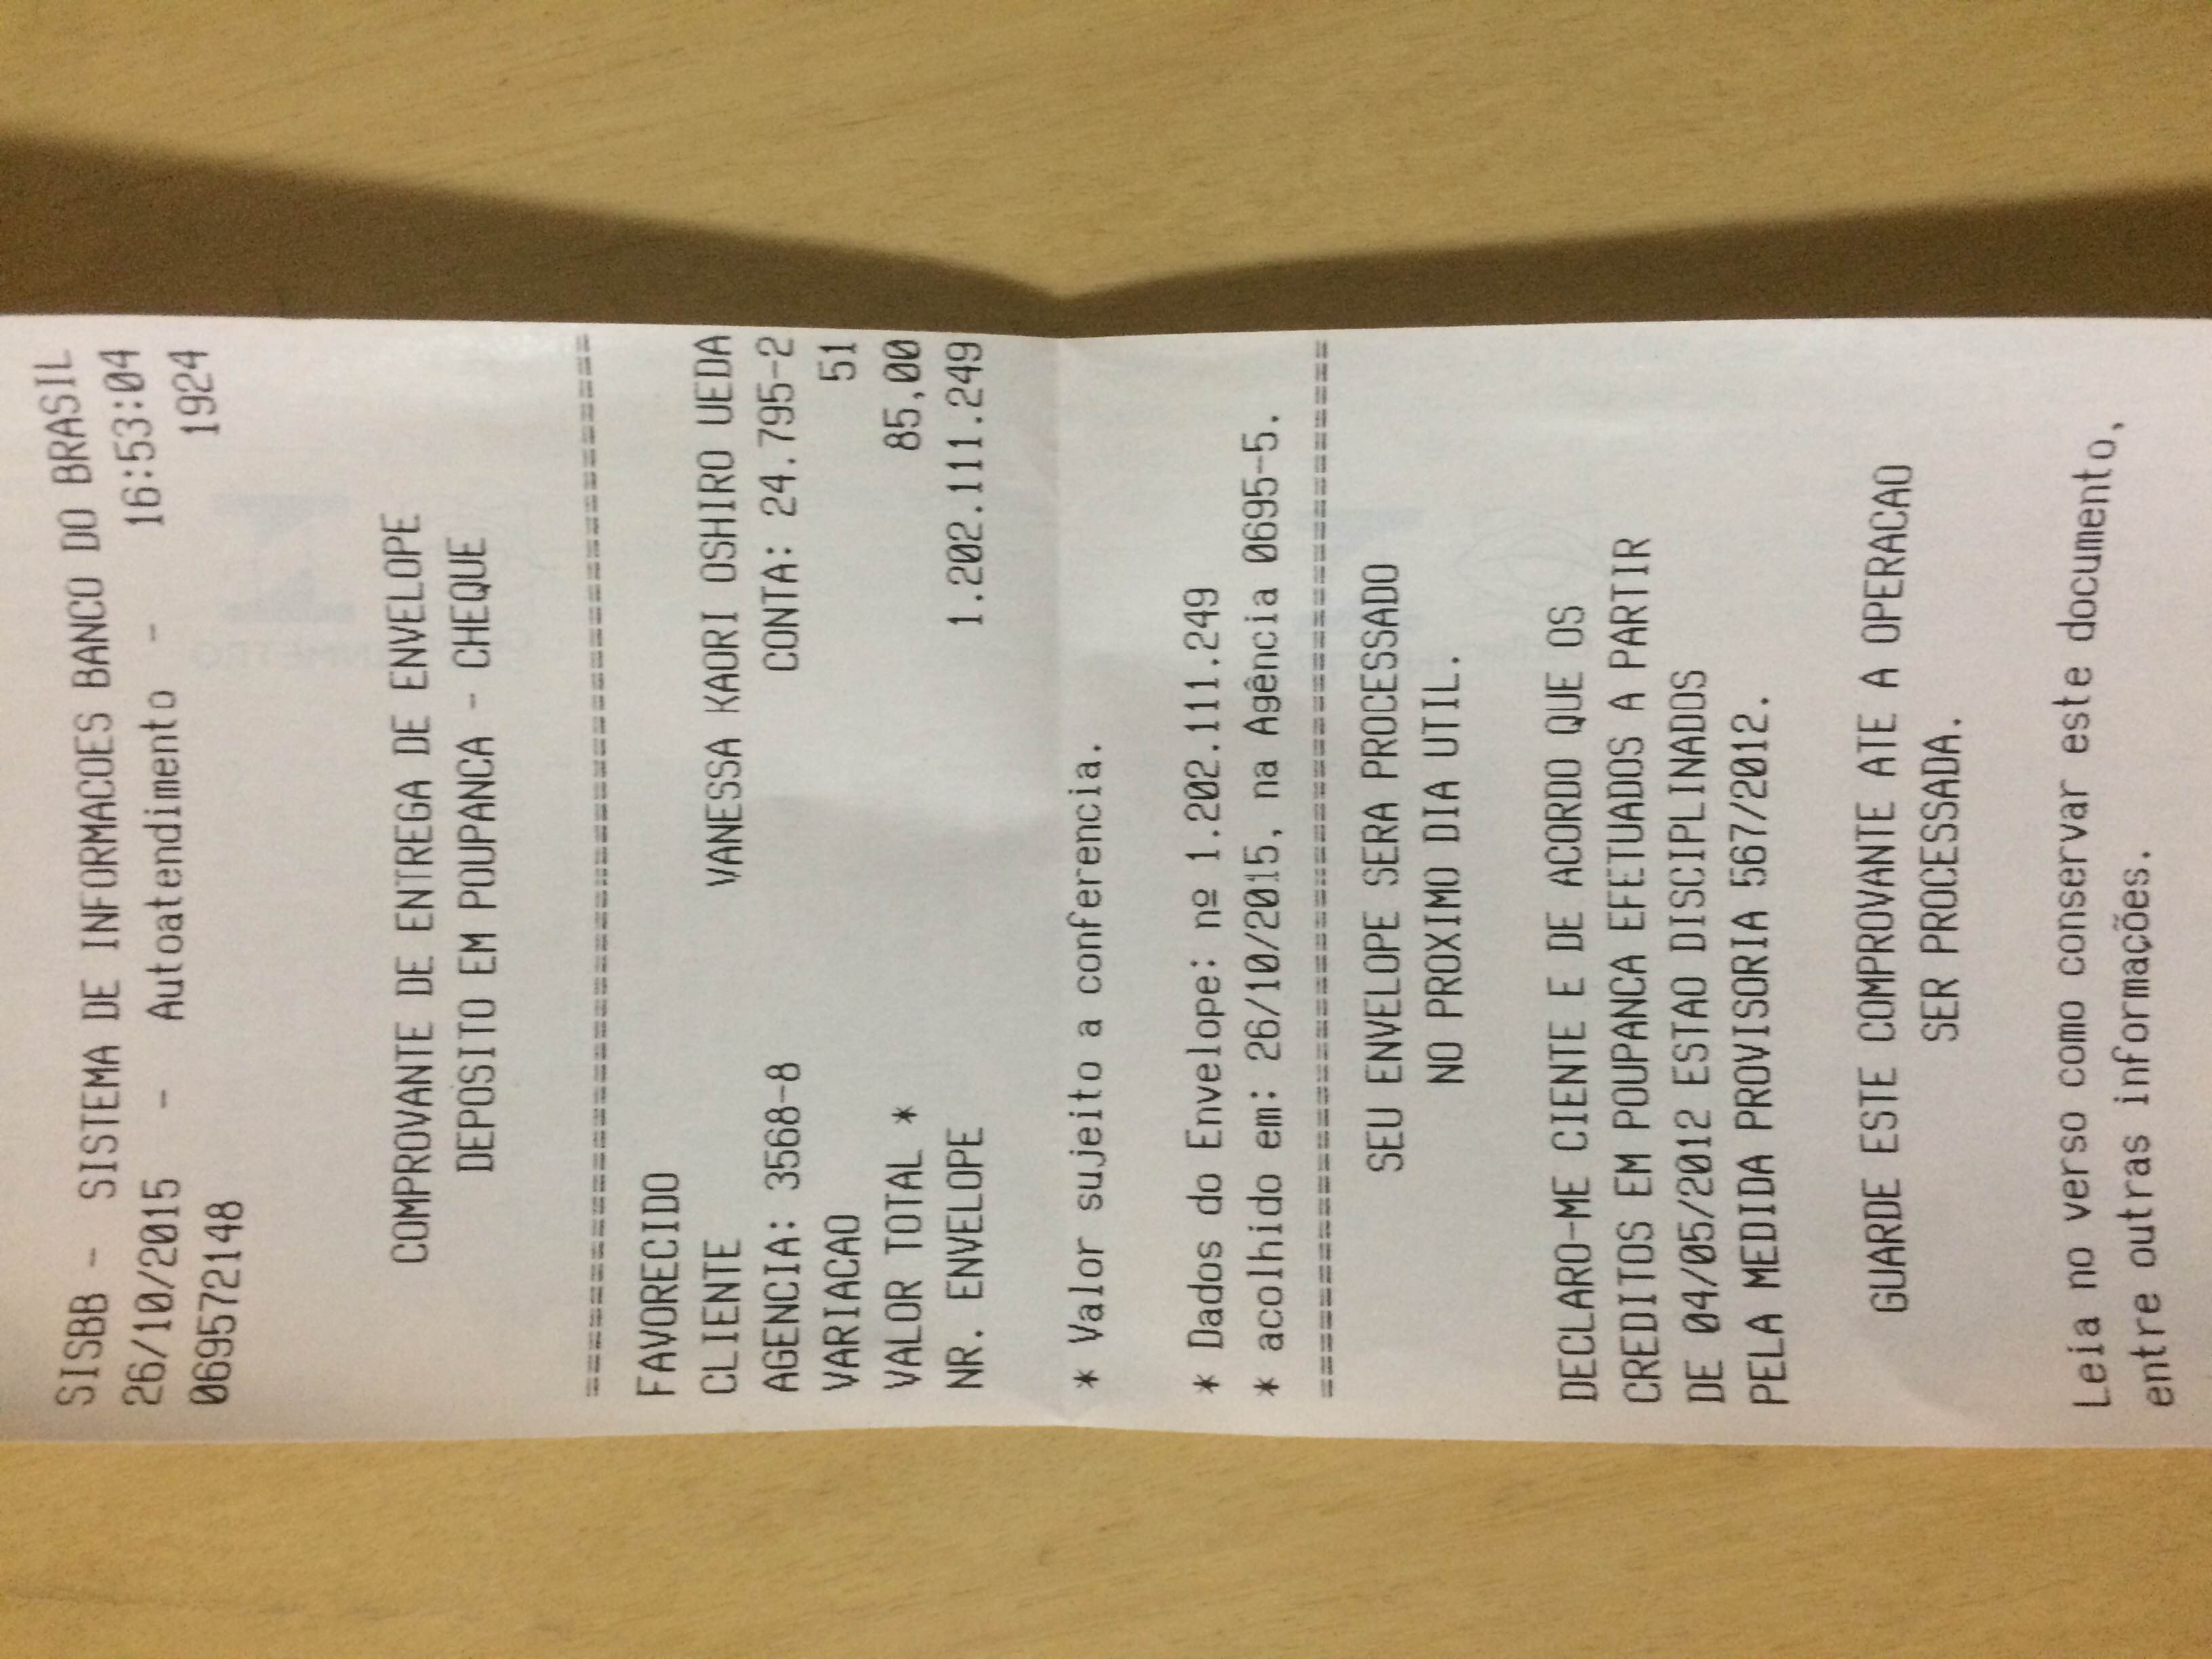 SISBB - SISTEMA DE INFORMACOES BANCO DO BRASIL
26/10/2015 - Autoatendimento - 16:53:04
069572148 1924
COMPROVANTE DE ENTREGA DE ENVELOPE
DEPOSITO EM POUPANCA - CHEQUE
================================================
FAVORECIDO
CLIENTE VANESSA KAORI OSHIRO UEDA
AGENCIA: 3568-8 CONTA: 24.795-2
VARIACAO 51
VALOR TOTAL * 85,00
NR. ENVELOPE 1.202.111.249
* Valor sujeito a conferencia.
* Dados do Envelope: nº 1.202.111.249
* acolhido em: 26/10/2015, na Agência 0695-5.
================================================
SEU ENVELOPE SERA PROCESSADO
NO PROXIMO DIA UTIL.
DECLARO-ME CIENTE E DE ACORDO QUE OS
CREDITOS EM POUPANCA EFETUADOS A PARTIR
DE 04/05/2012 ESTAO DISCIPLINADOS
PELA MEDIDA PROVISORIA 567/2012.
GUARDE ESTE COMPROVANTE ATE A OPERACAO
SER PROCESSADA.
Leia no verso como conservar este documento,
entre outras informações.